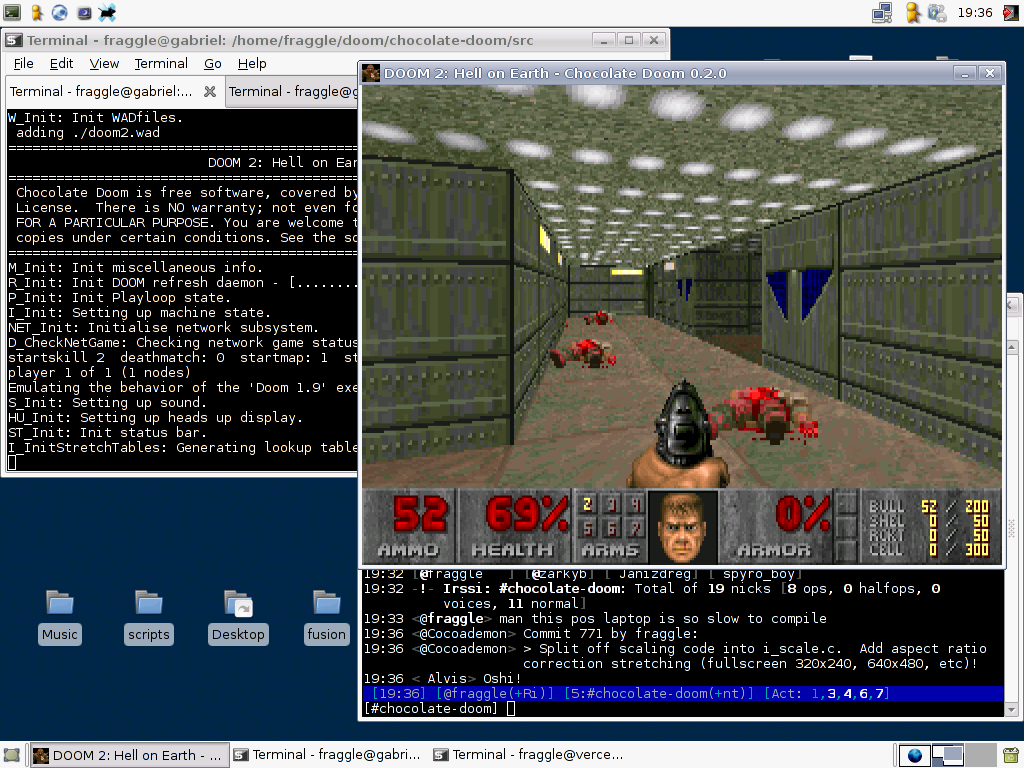 19:36
Terminal - fraggle@gabriel: /home/fraggle/doom/chocolate-doom/src
File Edit View Terminal Go Help
Terminal - fraggle@gabriel:... Terminal - fraggle@g
W_Init: Init WADfiles.
adding ./doom2.wad
DOOM 2: Hell on Ear
Chocolate Doom is free software, covered by
License. There is NO warranty; not even fo
FOR A PARTICULAR PURPOSE. You are welcome t
copies under certain conditions. See the so
M_Init: Init miscellaneous info.
R_Init: Init DOOM refresh daemon - [........
P_Init: Init Playloop state.
I_Init: Setting up machine state.
NET_Init: Initialise network subsystem.
D_CheckNetGame: Checking network game status
startskill 2 deathmatch: 0 startmap: 1 st
player 1 of 1 (1 nodes)
Emulating the behavior of the 'Doom 1.9' exe
S_Init: Setting up sound.
HU_Init: Setting up heads up display.
ST_Init: Init status bar.
I_InitStretchTables: Generating lookup table
DOOM 2: Hell on Earth - Chocolate Doom 0.2.0
52 69% 2 3 4 5 6 7 0%
AMMO HEALTH ARMS ARMOR
BULL 52 / 200
SHEL 0 / 50
RCKT 0 / 50
CELL 0 / 300
19:32 [@fraggle ] [@zarkyb] [ Janizdreg] [ spyro_boy]
19:32 -!- Irssi: #chocolate-doom: Total of 19 nicks [8 ops, 0 halfops, 0
voices, 11 normal]
19:33 <@fraggle> man this pos laptop is so slow to compile
19:36 <@Cocoademon> Commit 771 by fraggle:
19:36 <@Cocoademon> > Split off scaling code into i_scale.c. Add aspect ratio
correction stretching (fullscreen 320x240, 640x480, etc)!
19:36 < Alvis> Oshi!
[19:36] [@fraggle(+Ri)] [5:#chocolate-doom(+nt)] [Act: 1,3,4,6,7]
[#chocolate-doom]
Music scripts Desktop fusion
DOOM 2: Hell on Earth - ... Terminal - fraggle@gabri... Terminal - fraggle@verce...